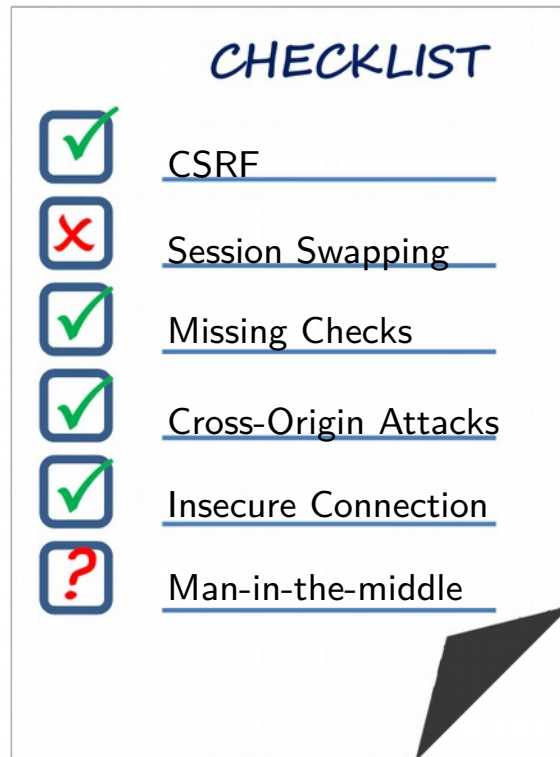 CHECKLIST
CSRF
Session Swapping
Missing Checks
Cross-Origin Attacks
Insecure Connection
?
Man-in-the-middle